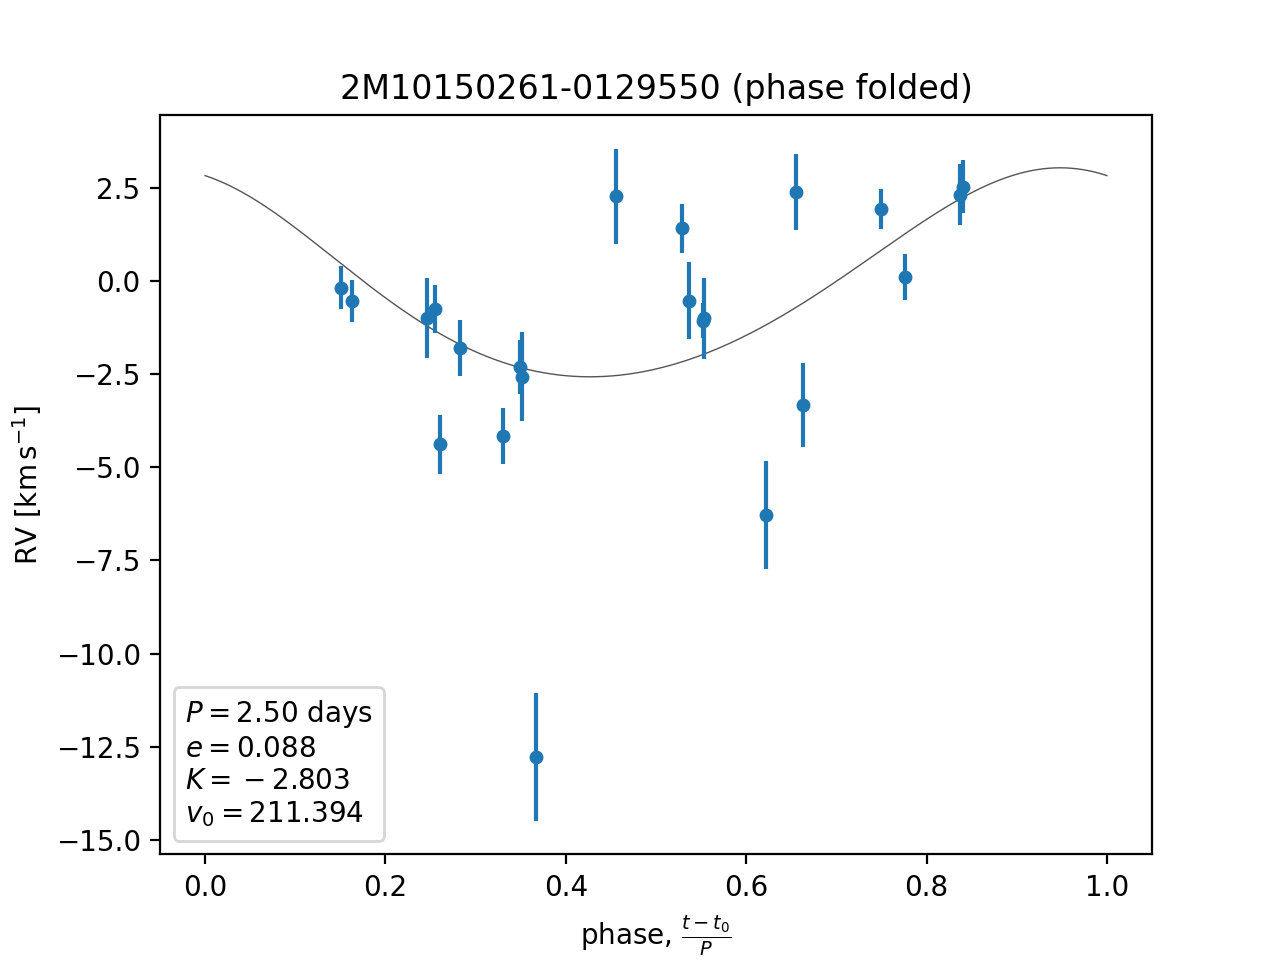 2M10150261-0129550 (phase folded)
RV [km s⁻¹]
2.5
0.0
−2.5
−5.0
−7.5
−10.0
−12.5
−15.0
P = 2.50 days
e = 0.088
K = −2.803
v₀ = 211.394
0.0 0.2 0.4 0.6 0.8 1.0
phase, (t − t₀)/P